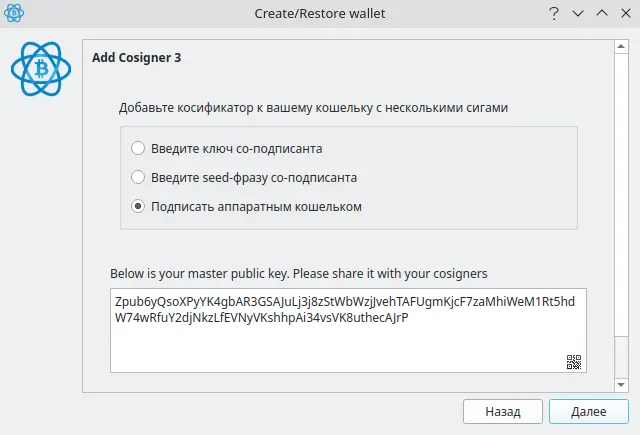 Create/Restore wallet
Add Cosigner 3
Добавьте косификатор к вашему кошельку с несколькими сигами
Введите ключ со-подписанта
Введите seed-фразу со-подписанта
Подписать аппаратным кошельком
Below is your master public key. Please share it with your cosigners
Zpub6yQsoXPyYK4gbAR3GSAJuLj3j8zStWbWzjJvehTAFUgmKjcF7zaMhiWeM1Rt5hd
W74wRfuY2djNkzLfEVNyVKshhpAi34vsVK8uthecAJrP
Назад
Далее